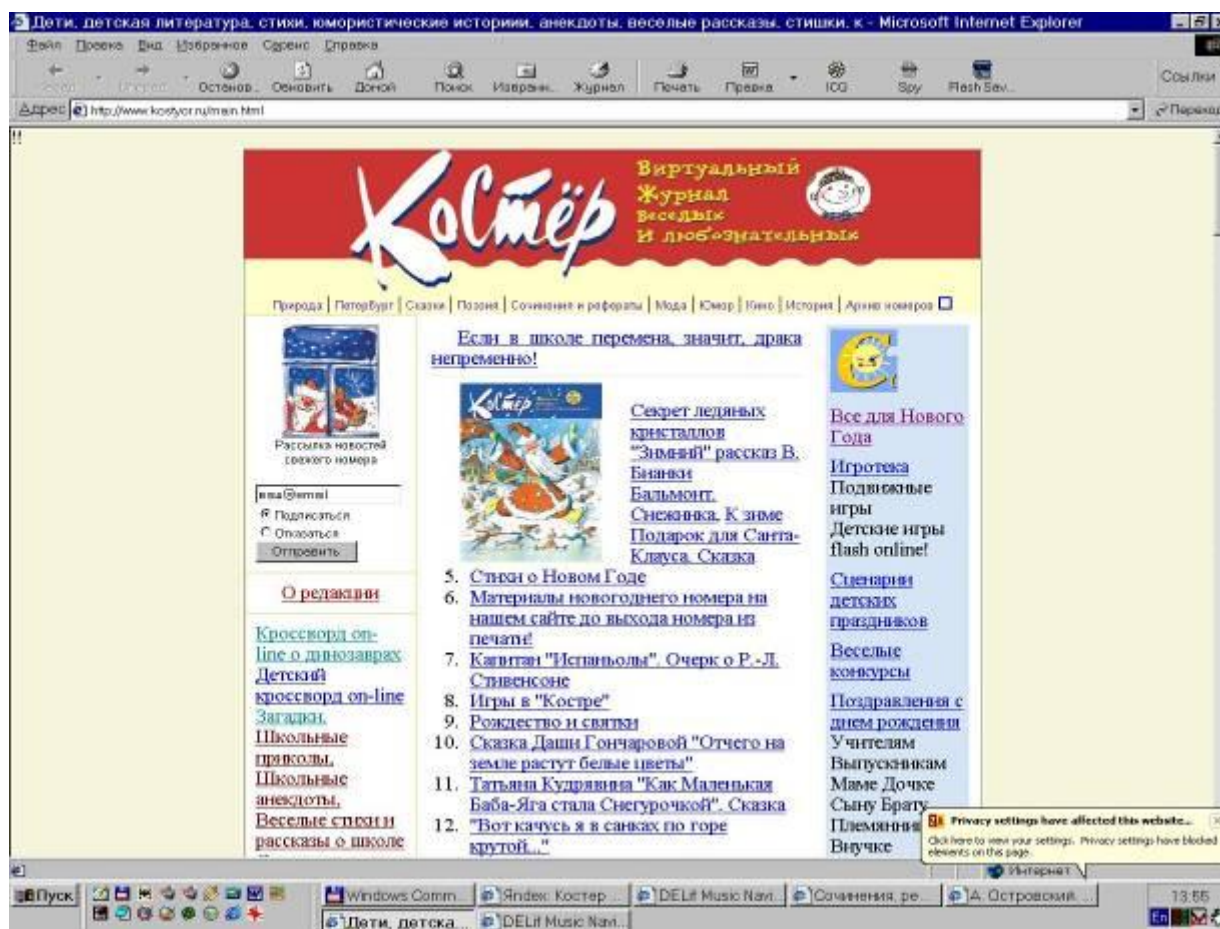 Дети, детская литература, стихи, юмористические историии, анекдоты, веселые рассказы, стишки, к - Microsoft Internet Explorer
Файл Правка Вид Избранное Сервис Справка
Останов... Обновить Домой Поиск Избранн... Журнал Печать Правка ICQ Spy Flash Sav...
Ссылки
Адрес http://www.kostyor.ru/main.html
Переход
!!
Костёр
Виртуальный
Журнал
Веселых
И любознательных
Природа | Петербург | Сказки | Поэзия | Сочинения и рефераты | Мода | Юмор | Кино | История | Архив номеров
Рассылка новостей
свежего номера
ваш@email
Подписаться
Отказаться
Отправить
О редакции
Кроссворд on-
line о динозаврах
Детский
кроссворд on-line
Загадки,
Школьные
приколы,
Школьные
анекдоты,
Веселые стихи и
рассказы о школе
Если в школе перемена, значит, драка
непременно!
Костёр
Секрет ледяных
кристаллов
"Зимний" рассказ В.
Бианки
Бальмонт.
Снежинка, К зиме
Подарок для Санта-
Клауса. Сказка
5. Стихи о Новом Годе
6. Материалы новогоднего номера на
нашем сайте до выхода номера из
печати!
7. Капитан "Испаньолы". Очерк о Р.-Л.
Стивенсоне
8. Игры в "Костре"
9. Рождество и святки
10. Сказка Даши Гончаровой "Отчего на
земле растут белые цветы"
11. Татьяна Кудрявина "Как Маленькая
Баба-Яга стала Снегурочкой". Сказка
12. "Вот качусь я в санках по горе
крутой..."
Все для Нового
Года
Игротека
Подвижные
игры
Детские игры
flash online!
Сценарии
детских
праздников
Веселые
конкурсы
Поздравления с
днем рождения
Учителям
Выпускникам
Маме Дочке
Сыну Брату
Внучке
Privacy settings have affected this website...
Click here to view your settings. Privacy settings have blocked
elements on this page.
Интернет
Пуск
Windows Comm...
Яndex: Костер ...
DELit Music Navi...
Сочинения, ре...
А. Островский. ...
13:55
Дети, детска...
DELit Music Navi...
En